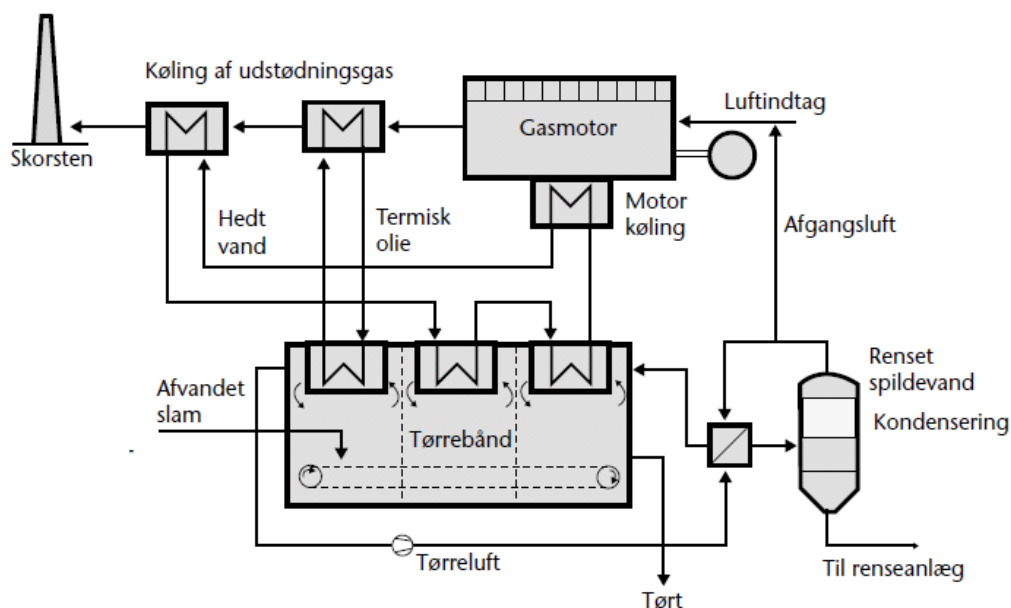 Køling af udstødningsgas
Gasmotor
Luftindtag
Skorsten
Hedt
vand
Termisk
olie
Motor
køling
Afgangsluft
Renset
spildevand
Kondensering
Afvandet
slam
Tørrebånd
Tørreluft
Til renseanlæg
Tørt